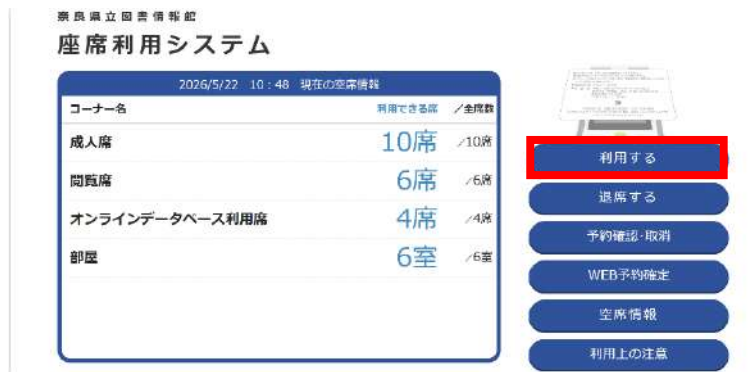 奈良県立図書情報館
座席利用システム
2026/5/22 10:48 現在の空席情報
コーナー名 利用できる席 /全席数
成人席 10席 /10席
閲覧席 6席 /6席
オンラインデータベース利用席 4席 /4席
部屋 6室 /6室
利用する
退席する
予約確認・取消
WEB予約確定
空席情報
利用上の注意